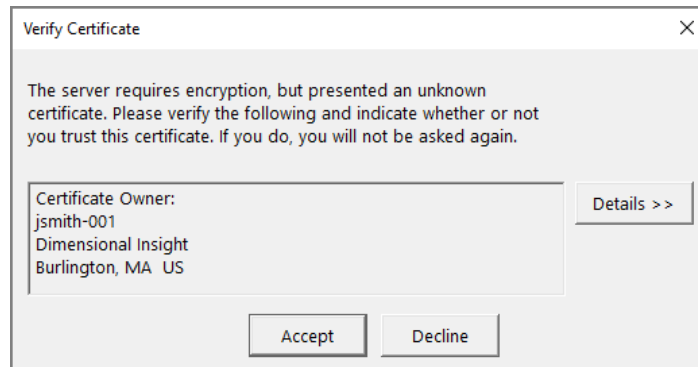 Verify Certificate
The server requires encryption, but presented an unknown
certificate. Please verify the following and indicate whether or not
you trust this certificate. If you do, you will not be asked again.
Certificate Owner:
jsmith-001
Dimensional Insight
Burlington, MA  US
Details >>
Accept
Decline